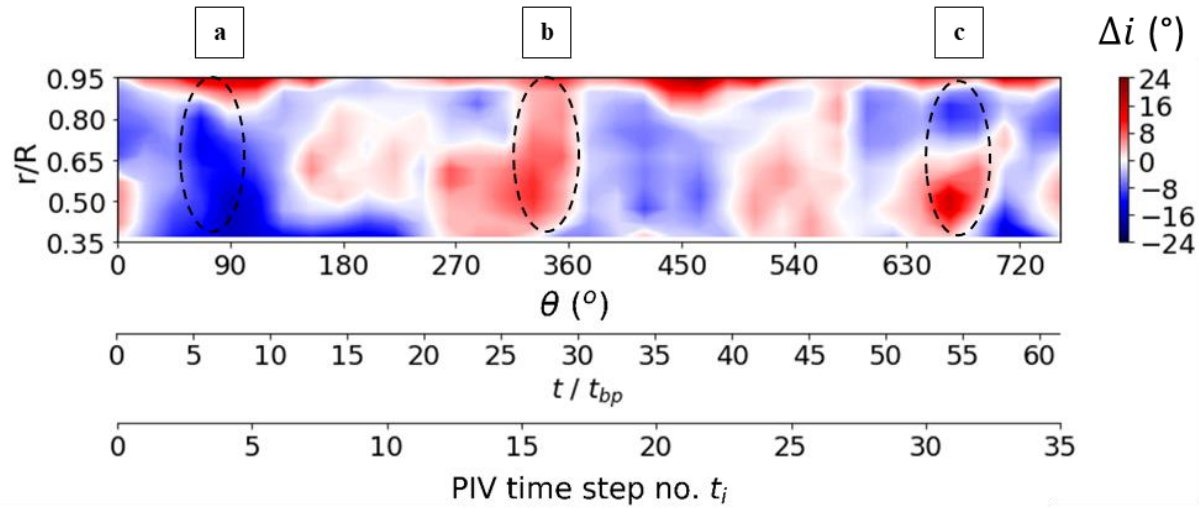 a b c Δi (°)
0.95 0.80 0.65 0.50 0.35
r/R
24 16 8 0 −8 −16 −24
0 90 180 270 360 450 540 630 720
θ (o)
0 5 10 15 20 25 30 35 40 45 50 55 60
t / tbp
0 5 10 15 20 25 30 35
PIV time step no. ti